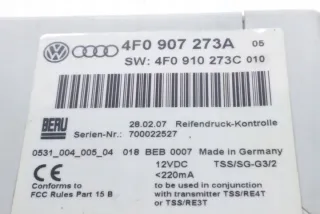 4F0 907 273A 05
SW: 4F0 910 273C 010
BERU
28.02.07 Reifendruck-Kontrolle
Serien-Nr.: 700022527
0531_004_005_04 018 BEB 0007 Made in Germany
12VDC TSS/SG-G3/2
<220mA
Conforms to
FCC Rules Part 15 B
to be used in conjunction
with transmitter TSS/RE4T
or TSS/RE3T